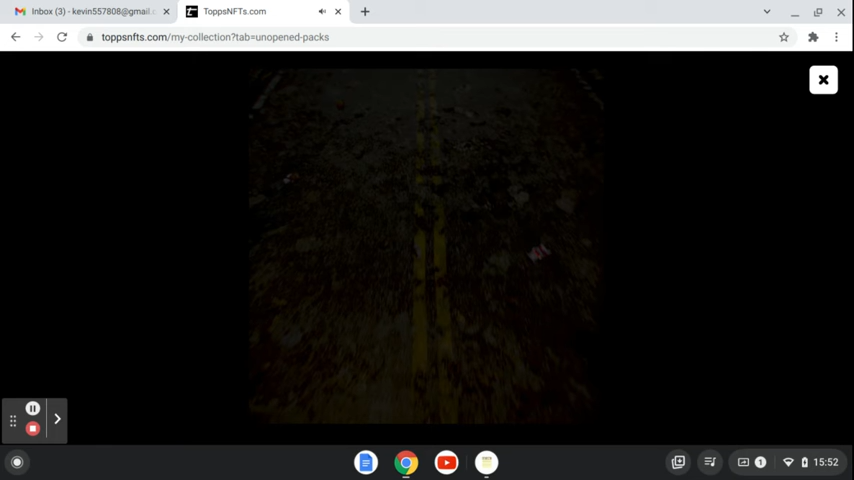 Inbox (3) - kevin557808@gmail.c
ToppsNFTs.com
toppsnfts.com/my-collection?tab=unopened-packs
1
15:52